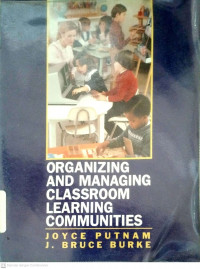 ORGANIZING
AND MANAGING
CLASSROOM
LEARNING
COMMUNITIES
JOYCE PUTNAM
J. BRUCE BURKE